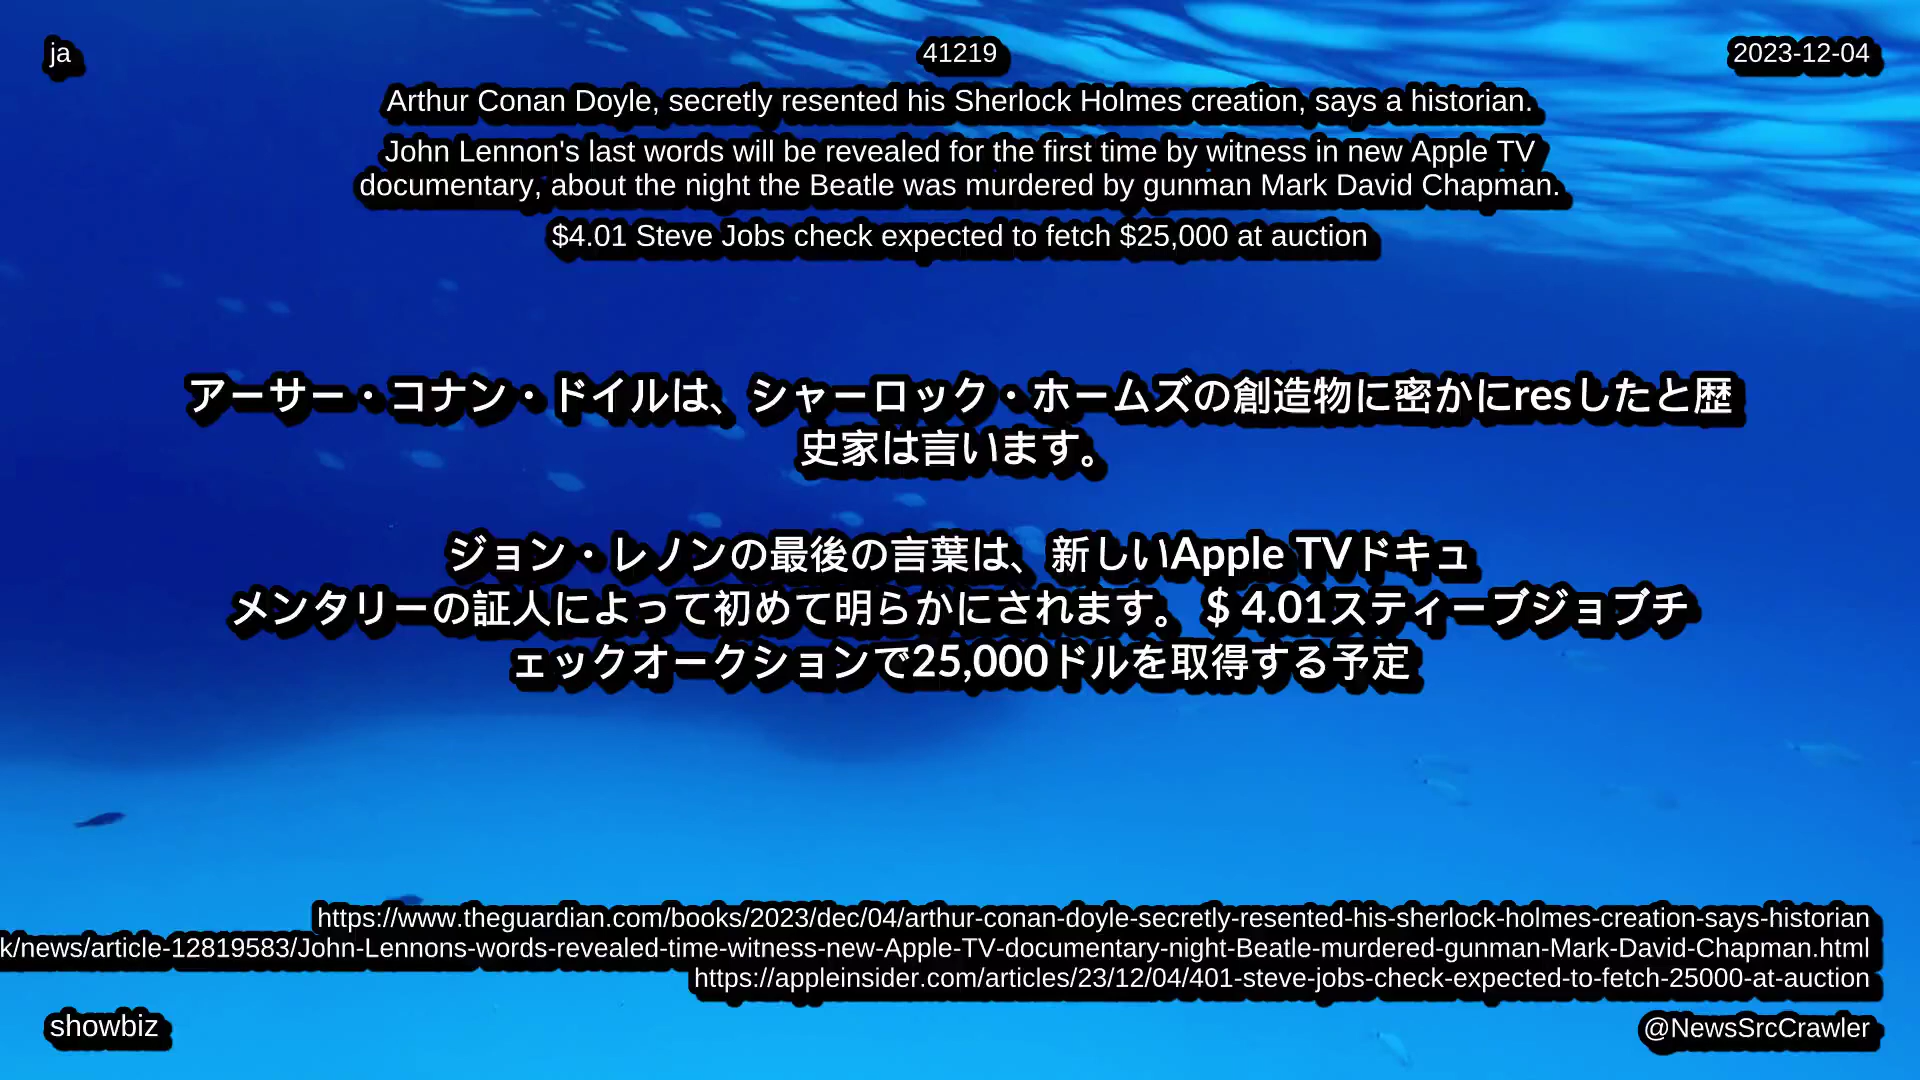 ja
41219
2023-12-04
Arthur Conan Doyle, secretly resented his Sherlock Holmes creation, says a historian.
John Lennon's last words will be revealed for the first time by witness in new Apple TV
documentary, about the night the Beatle was murdered by gunman Mark David Chapman.
$4.01 Steve Jobs check expected to fetch $25,000 at auction
アーサー・コナン・ドイルは、シャーロック・ホームズの創造物に密かにresしたと歴
史家は言います。
ジョン・レノンの最後の言葉は、新しいApple TVドキュ
メンタリーの証人によって初めて明らかにされます。 $ 4.01スティーブジョブチ
ェックオークションで25,000ドルを取得する予定
https://www.theguardian.com/books/2023/dec/04/arthur-conan-doyle-secretly-resented-his-sherlock-holmes-creation-says-historian
k/news/article-12819583/John-Lennons-words-revealed-time-witness-new-Apple-TV-documentary-night-Beatle-murdered-gunman-Mark-David-Chapman.html
https://appleinsider.com/articles/23/12/04/401-steve-jobs-check-expected-to-fetch-25000-at-auction
showbiz
@NewsSrcCrawler